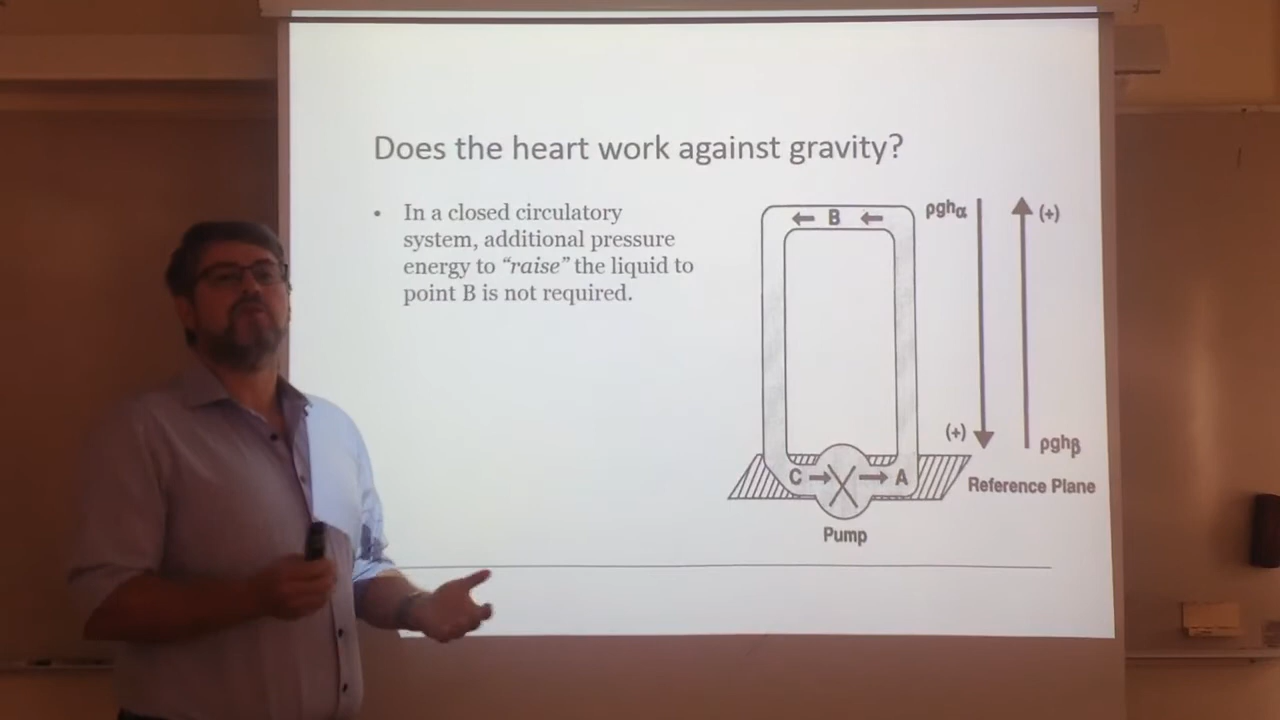 Does the heart work against gravity?
• In a closed circulatory
system, additional pressure
energy to “raise” the liquid to
point B is not required.
B
ρghα
(+)
(+)
ρghβ
C
A
Reference Plane
Pump